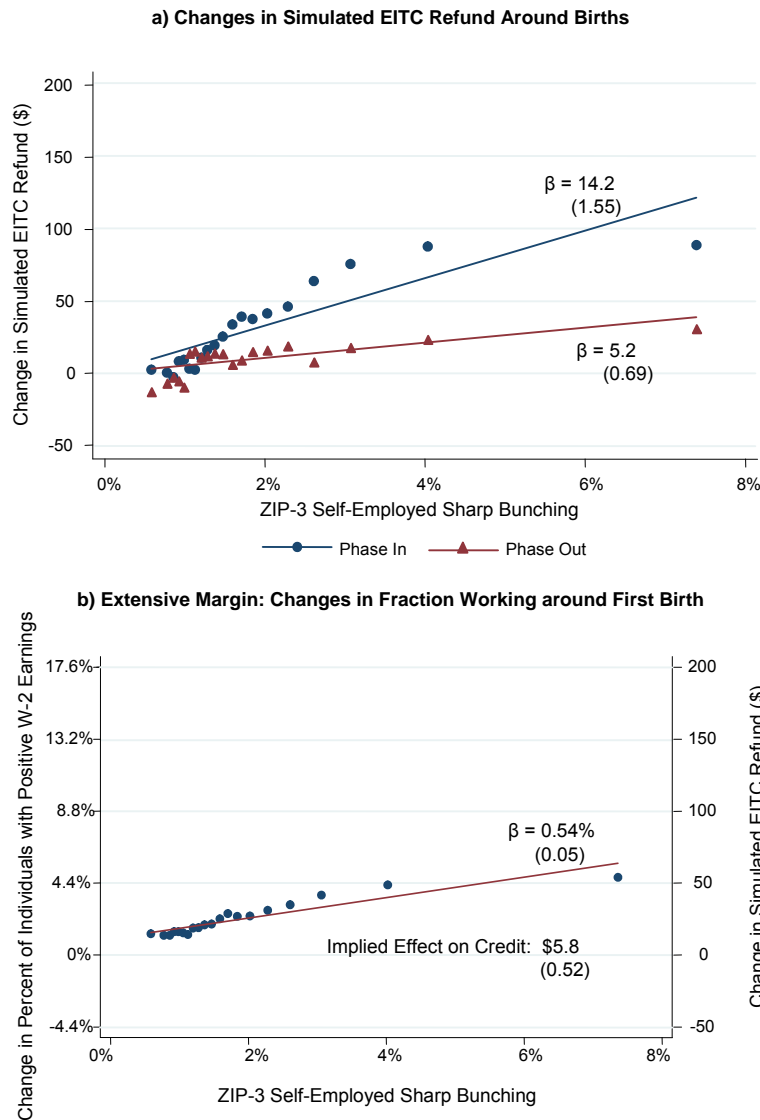 a) Changes in Simulated EITC Refund Around Births
Change in Simulated EITC Refund ($)
200
150
100
50
0
-50
β = 14.2
(1.55)
β = 5.2
(0.69)
0%
2%
4%
6%
8%
ZIP-3 Self-Employed Sharp Bunching
Phase In
Phase Out
b) Extensive Margin: Changes in Fraction Working around First Birth
Change in Percent of Individuals with Positive W-2 Earnings
17.6%
13.2%
8.8%
4.4%
0%
-4.4%
β = 0.54%
(0.05)
Implied Effect on Credit: $5.8
(0.52)
200
150
100
50
0
-50
Change in Simulated EITC Refund ($)
0%
2%
4%
6%
8%
ZIP-3 Self-Employed Sharp Bunching